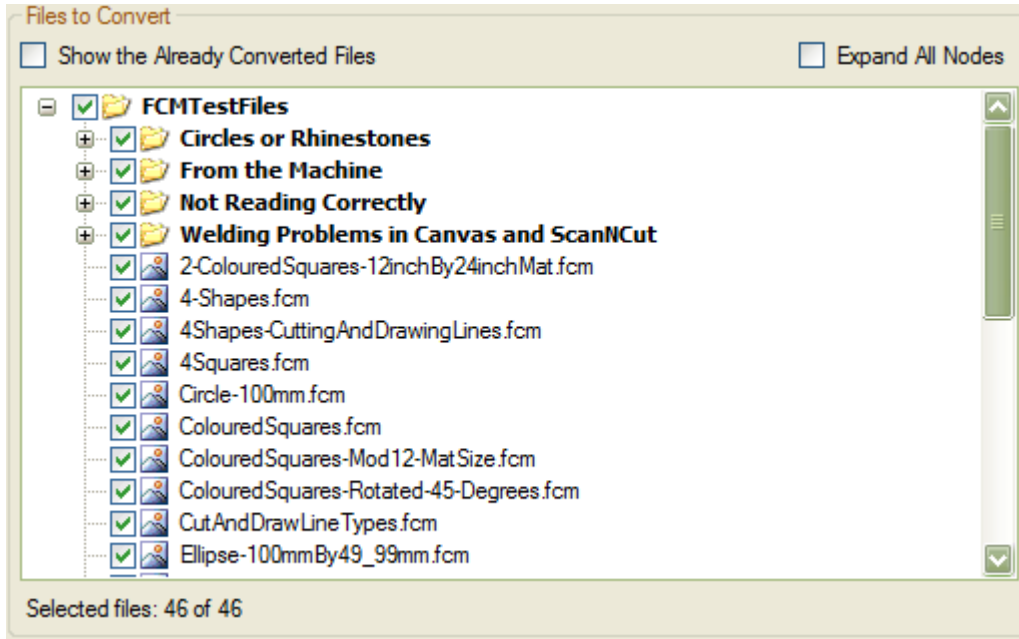 Files to Convert
Show the Already Converted Files Expand All Nodes
FCMTestFiles
Circles or Rhinestones
From the Machine
Not Reading Correctly
Welding Problems in Canvas and ScanNCut
2-ColouredSquares-12inchBy24inchMat.fcm
4-Shapes.fcm
4Shapes-CuttingAndDrawingLines.fcm
4Squares.fcm
Circle-100mm.fcm
ColouredSquares.fcm
ColouredSquares-Mod12-MatSize.fcm
ColouredSquares-Rotated-45-Degrees.fcm
CutAndDrawLineTypes.fcm
Ellipse-100mmBy49_99mm.fcm
Selected files: 46 of 46